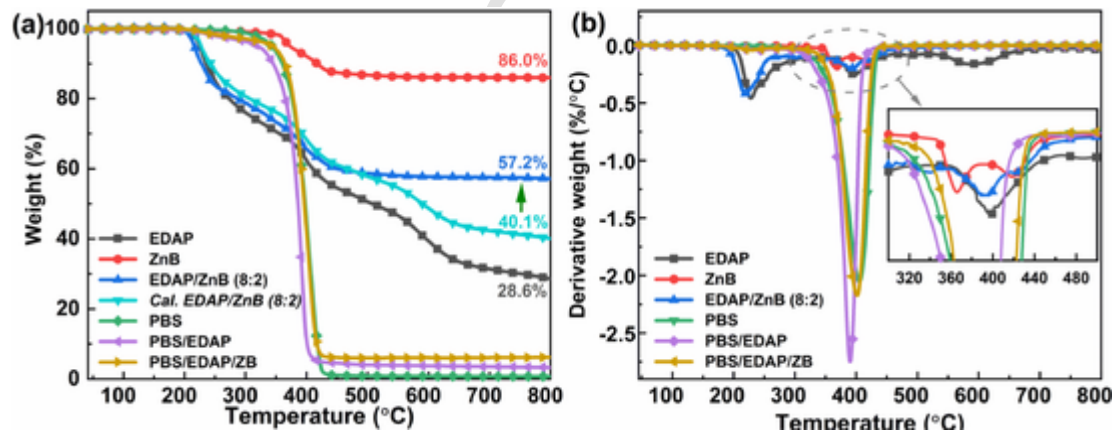 (a)
100
80
60
40
20
0
Weight (%)
86.0%
57.2%
40.1%
28.6%
EDAP
ZnB
EDAP/ZnB (8:2)
Cal. EDAP/ZnB (8:2)
PBS
PBS/EDAP
PBS/EDAP/ZB
100 200 300 400 500 600 700 800
Temperature (°C)
(b)
0.0
-0.5
-1.0
-1.5
-2.0
-2.5
Derivative weight (%/°C)
EDAP
ZnB
EDAP/ZnB (8:2)
PBS
PBS/EDAP
PBS/EDAP/ZB
320 360 400 440 480
100 200 300 400 500 600 700 800
Temperature (°C)